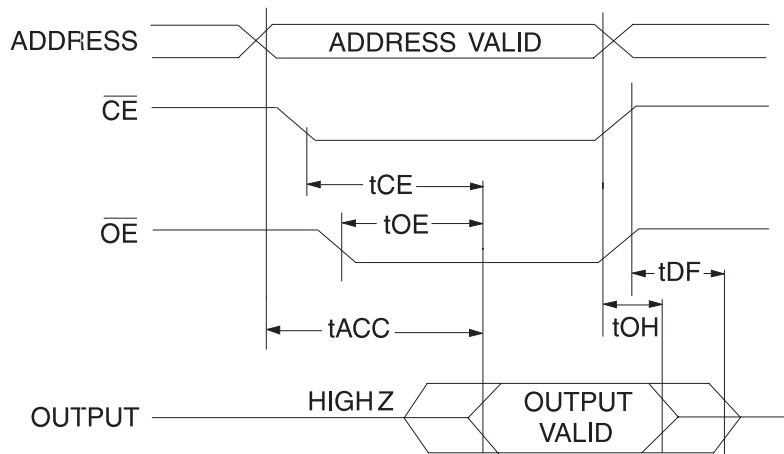 ADDRESS
ADDRESS VALID
CE
tCE
tOE
OE
tDF
tACC
tOH
HIGH Z
OUTPUT
OUTPUT
VALID